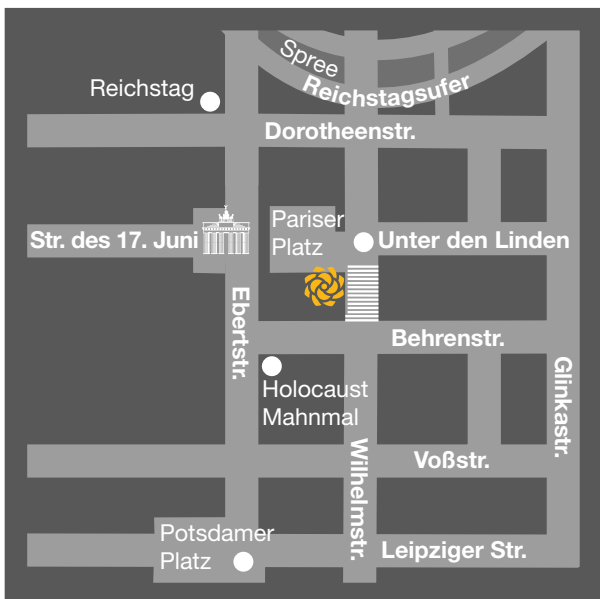 Spree
Reichstagsufer
Reichstag
Dorotheenstr.
Pariser
Platz
Str. des 17. Juni
Unter den Linden
Ebertstr.
Behrenstr.
Glinkastr.
Holocaust
Mahnmal
Wilhelmstr.
Voßstr.
Potsdamer
Platz
Leipziger Str.